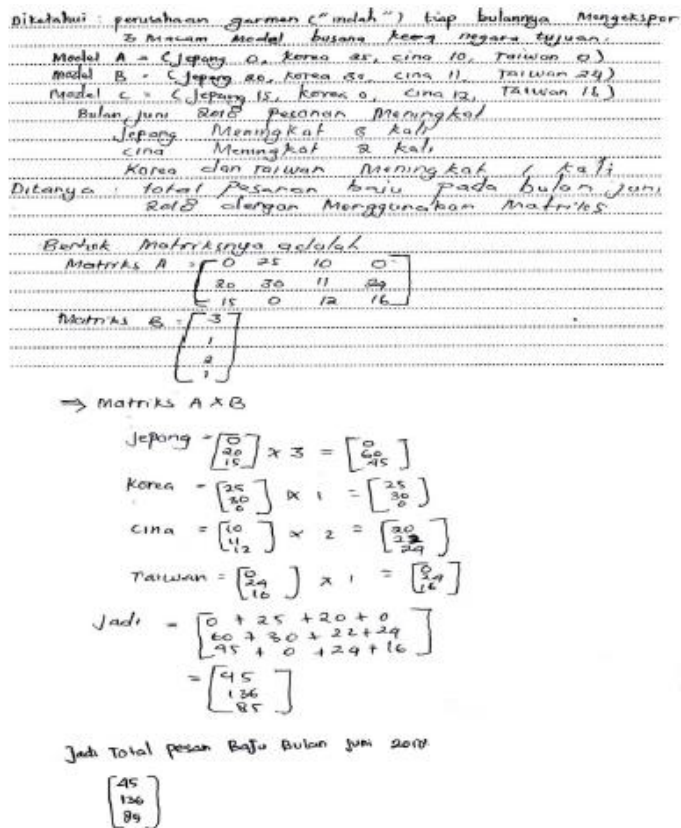 Diketahui : perusahaan garmen ("indah") tiap bulannya Mengekspor
3 Macam Model busana keea negara tujuan.
Model A = (Jepang 0, korea 25, cina 10, Taiwan 0)
model B = (Jepang 20, korea 30, cina 11, Taiwan 24)
Model C = (Jepang 15, korea 0, cina 12, Taiwan 16)
Bulan Juni 2018 Pesanan Meningkat
Jepang Meningkat 3 kali
cina Meningkat 2 kali
Korea dan Taiwan Meningkat 1 kali
Ditanya : total Pesanan baju pada bulan juni
2018 dengan Menggunakan Matriks
Bentuk Matriksnya adalah
Matriks A = [0 25 10 0
20 30 11 24
15 0 12 16]
Matriks B = [3
1
2
1]
⇒ Matriks A x B
Jepang = [0 20 15] x 3 = [0 60 45]
Korea = [25 30 0] x 1 = [25 30 0]
cina = [10 11 12] x 2 = [20 22 24]
Taiwan = [0 24 16] x 1 = [0 24 16]
Jadi = [0 + 25 + 20 + 0
60 + 30 + 22 + 24
45 + 0 + 24 + 16]
= [45
136
85]
Jadi Total pesan Baju Bulan Juni 2018
[45
136
85]